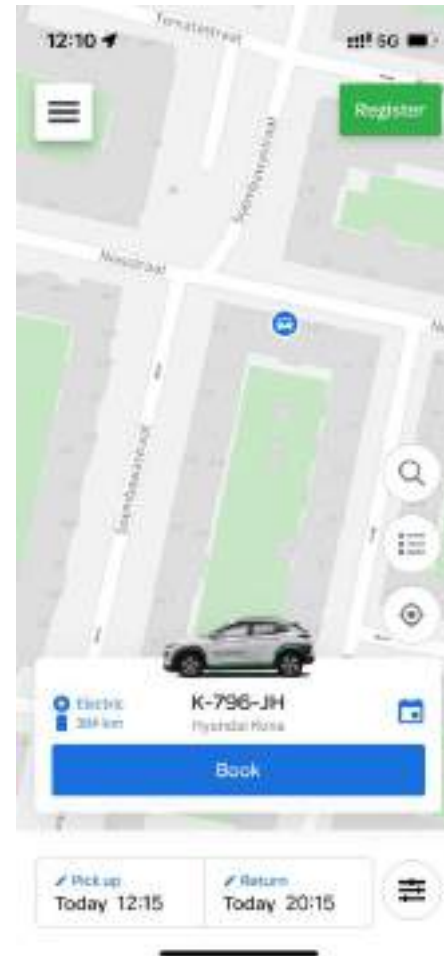 12:10
5G
Register
Soembawastraat
Electric
K-796-JH
Hyundai Kona
Book
Pick up
Return
Today 12:15
Today 20:15